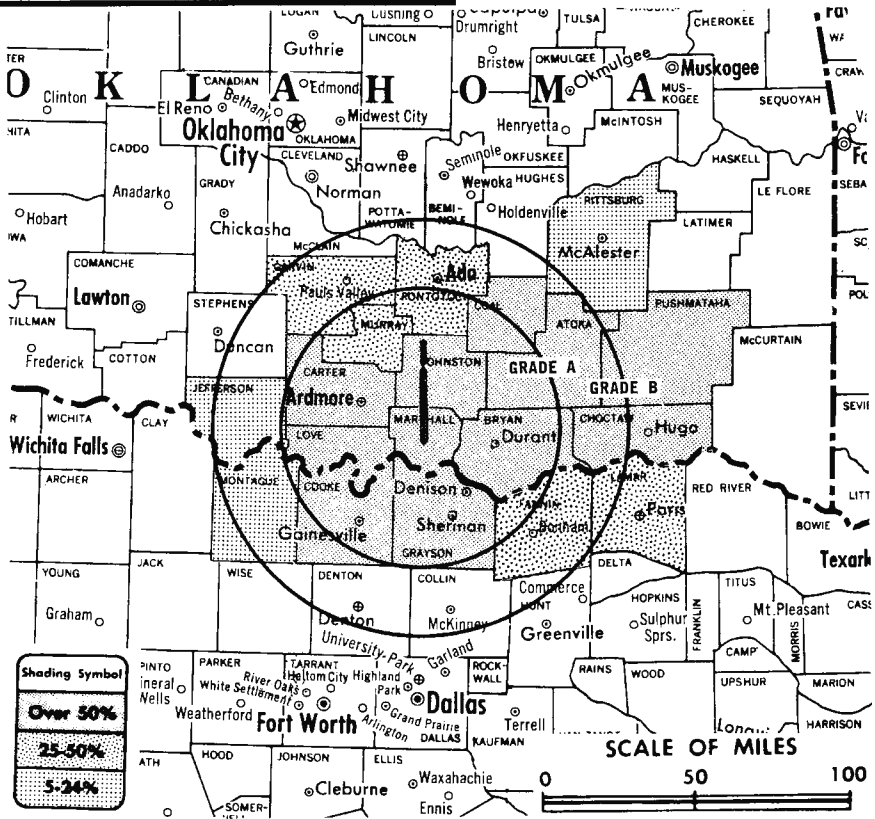 LOGAN
Cushing
Drumright
TULSA
CHEROKEE
Guthrie
LINCOLN
Bristow
OKMULGEE
Okmulgee
Muskogee
MUS-
KOGEE
OKLAHOMA
Clinton
CANADIAN
Bethany
Edmond
El Reno
Midwest City
Oklahoma
City
OKLAHOMA
Henryetta
McINTOSH
SEQUOYAH
CADDO
CLEVELAND
Shawnee
Seminole
OKFUSKEE
HASKELL
Anadarko
GRADY
Norman
Wewoka
HUGHES
LE FLORE
Hobart
Chickasha
POTTA-
WATOMIE
SEMI-
NOLE
Holdenville
PITTSBURG
LATIMER
McAlester
COMANCHE
McCLAIN
GARVIN
Ada
Lawton
STEPHENS
Pauls Valley
PONTOTOC
COAL
PUSHMATAHA
TILLMAN
MURRAY
ATOKA
McCURTAIN
Frederick
COTTON
Duncan
JOHNSTON
GRADE A
GRADE B
JEFFERSON
CARTER
Ardmore
MARSHALL
BRYAN
CHOCTAW
WICHITA
CLAY
LOVE
Durant
Hugo
Wichita Falls
ARCHER
MONTAGUE
COOKE
Denison
FANNIN
LAMAR
RED RIVER
Gainesville
Sherman
Bonham
Paris
BOWIE
GRAYSON
YOUNG
JACK
WISE
DENTON
COLLIN
DELTA
TITUS
Graham
Denton
McKinney
Commerce
HUNT
HOPKINS
FRANKLIN
Mt. Pleasant
MORRIS
Greenville
Sulphur
Sprs.
CAMP
University Park
Garland
ROCK-
WALL
RAINS
WOOD
UPSHUR
MARION
HARRISON
PARKER
TARRANT
River Oaks
Haltom City
Highland
Park
White Settlement
Weatherford
Fort Worth
Arlington
Grand Prairie
Dallas
DALLAS
Terrell
KAUFMAN
HOOD
JOHNSON
ELLIS
Cleburne
Waxahachie
Ennis
SOMER-
Shading Symbol
Over 50%
25-50%
5-24%
SCALE OF MILES
0 50 100